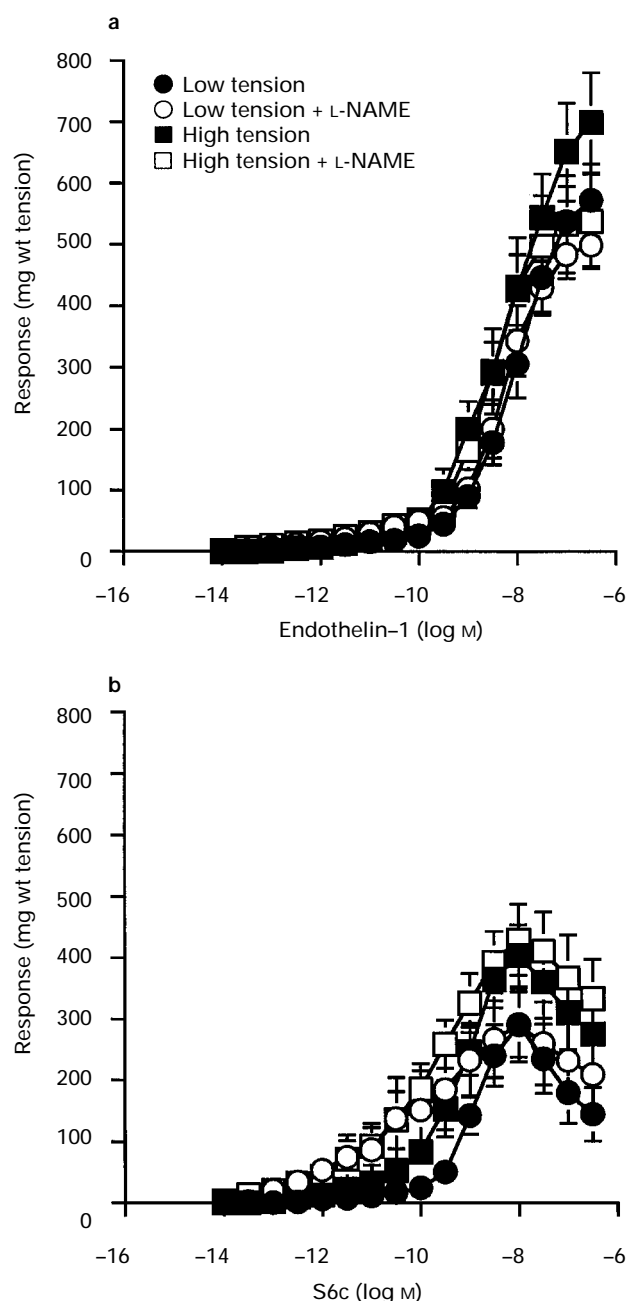 a
800
700
600
500
400
300
200
100
0
Response (mg wt tension)
Low tension
Low tension + L-NAME
High tension
High tension + L-NAME
–16 –14 –12 –10 –8 –6
Endothelin–1 (log M)
b
800
700
600
500
400
300
200
100
0
Response (mg wt tension)
–16 –14 –12 –10 –8 –6
S6c (log M)